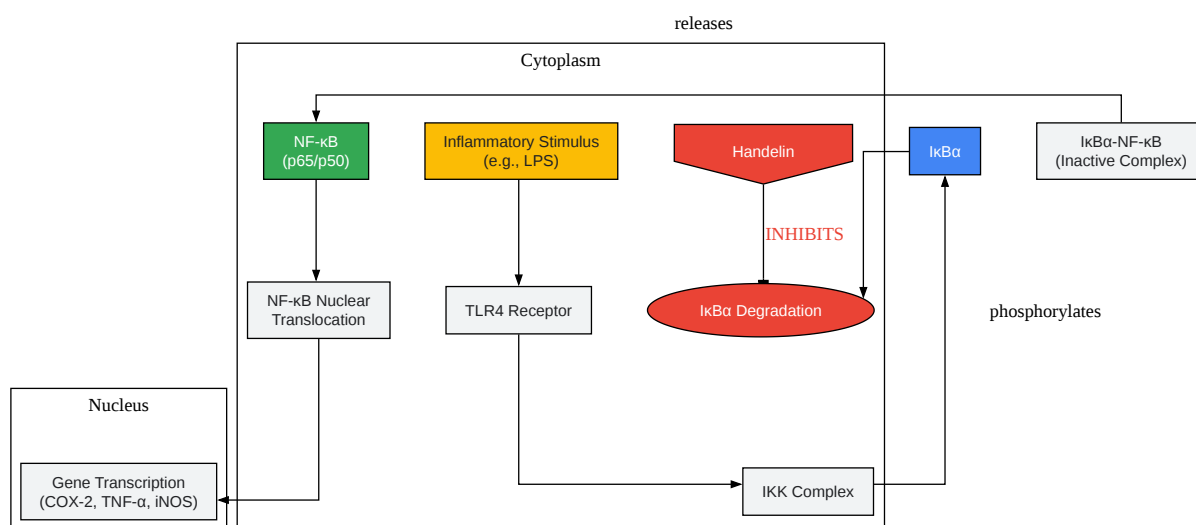 releases
Cytoplasm
NF-κB
(p65/p50)
Inflammatory Stimulus
(e.g., LPS)
Handelin
IκBα
IκBα-NF-κB
(Inactive Complex)
INHIBITS
NF-κB Nuclear
Translocation
TLR4 Receptor
IκBα Degradation
phosphorylates
Nucleus
Gene Transcription
(COX-2, TNF-α, iNOS)
IKK Complex